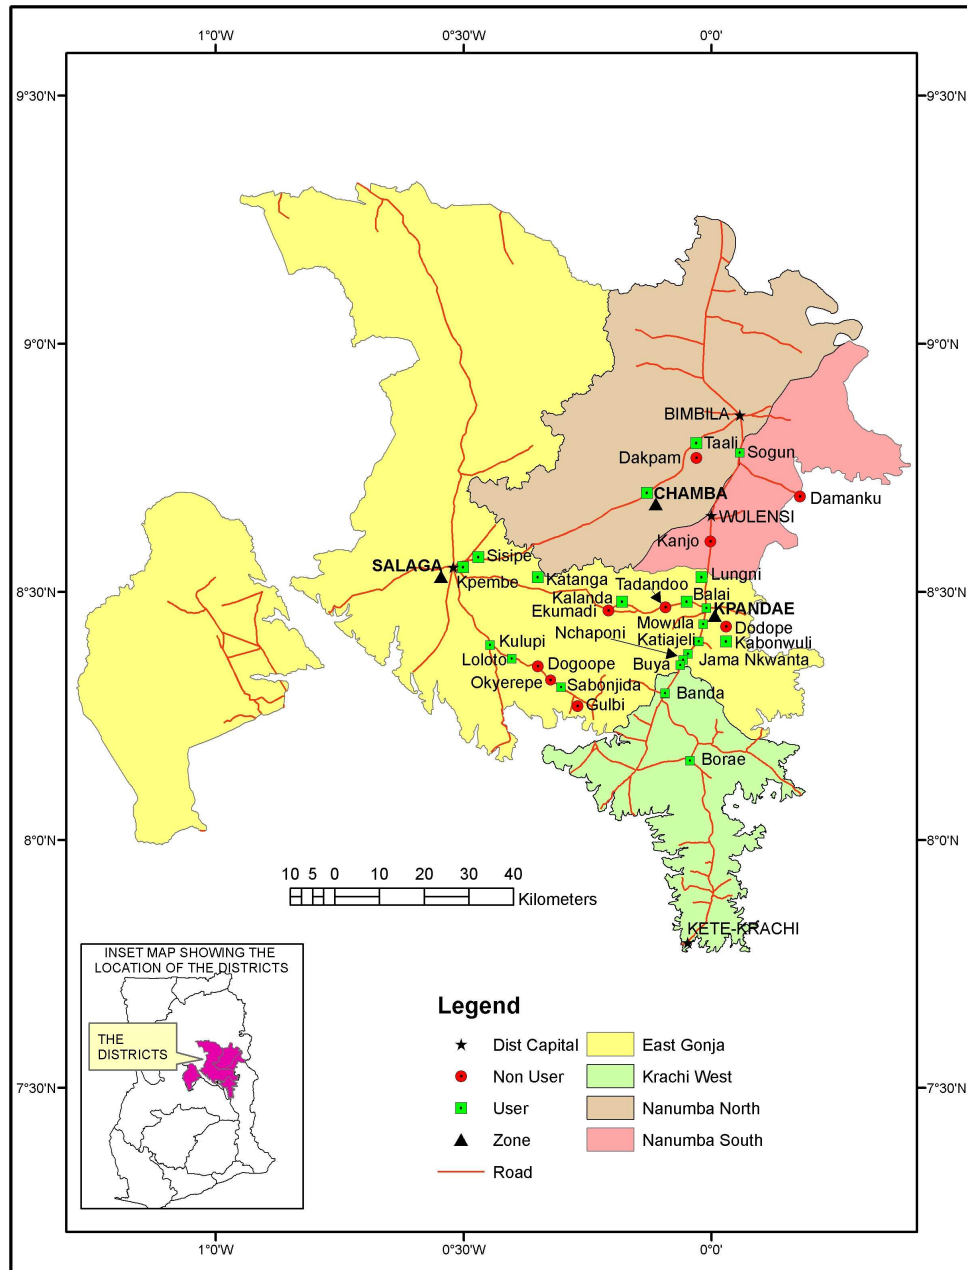 1°0'W
0°30'W
0°0'
9°30'N
9°30'N
9°0'N
9°0'N
BIMBILA
Taali
Sogun
Dakpam
CHAMBA
Damanku
WULENSI
Kanjo
Sisipe
SALAGA
Kpembe
Katanga
Tadandoo
Lungni
8°30'N
8°30'N
Kalanda
Balai
Ekumadi
KPANDAE
Mowula
Dodope
Nchaponi
Katiajeli
Kabonwuli
Kulupi
Loloto
Dogoope
Buya
Jama Nkwanta
Okyerepe
Sabonjida
Banda
Gulbi
Borae
8°0'N
8°0'N
10 5 0 10 20 30 40
Kilometers
KETE-KRACHI
INSET MAP SHOWING THE
LOCATION OF THE DISTRICTS
THE
DISTRICTS
Legend
Dist Capital
East Gonja
Non User
Krachi West
User
Nanumba North
Zone
Nanumba South
Road
7°30'N
7°30'N
1°0'W
0°30'W
0°0'